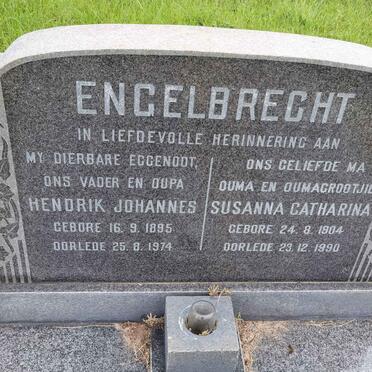 ENGELBRECHT
IN LIEFDEVOLLE HERINNERING AAN
MY DIERBARE EGGENOOT,
ONS VADER EN OUPA
HENDRIK JOHANNES
GEBORE 16.9.1895
OORLEDE 25.8.1974
ONS GELIEFDE MA
OUMA EN OUMAGROOTJIE
SUSANNA CATHARINA
GEBORE 24.8.1904
OORLEDE 23.12.1990